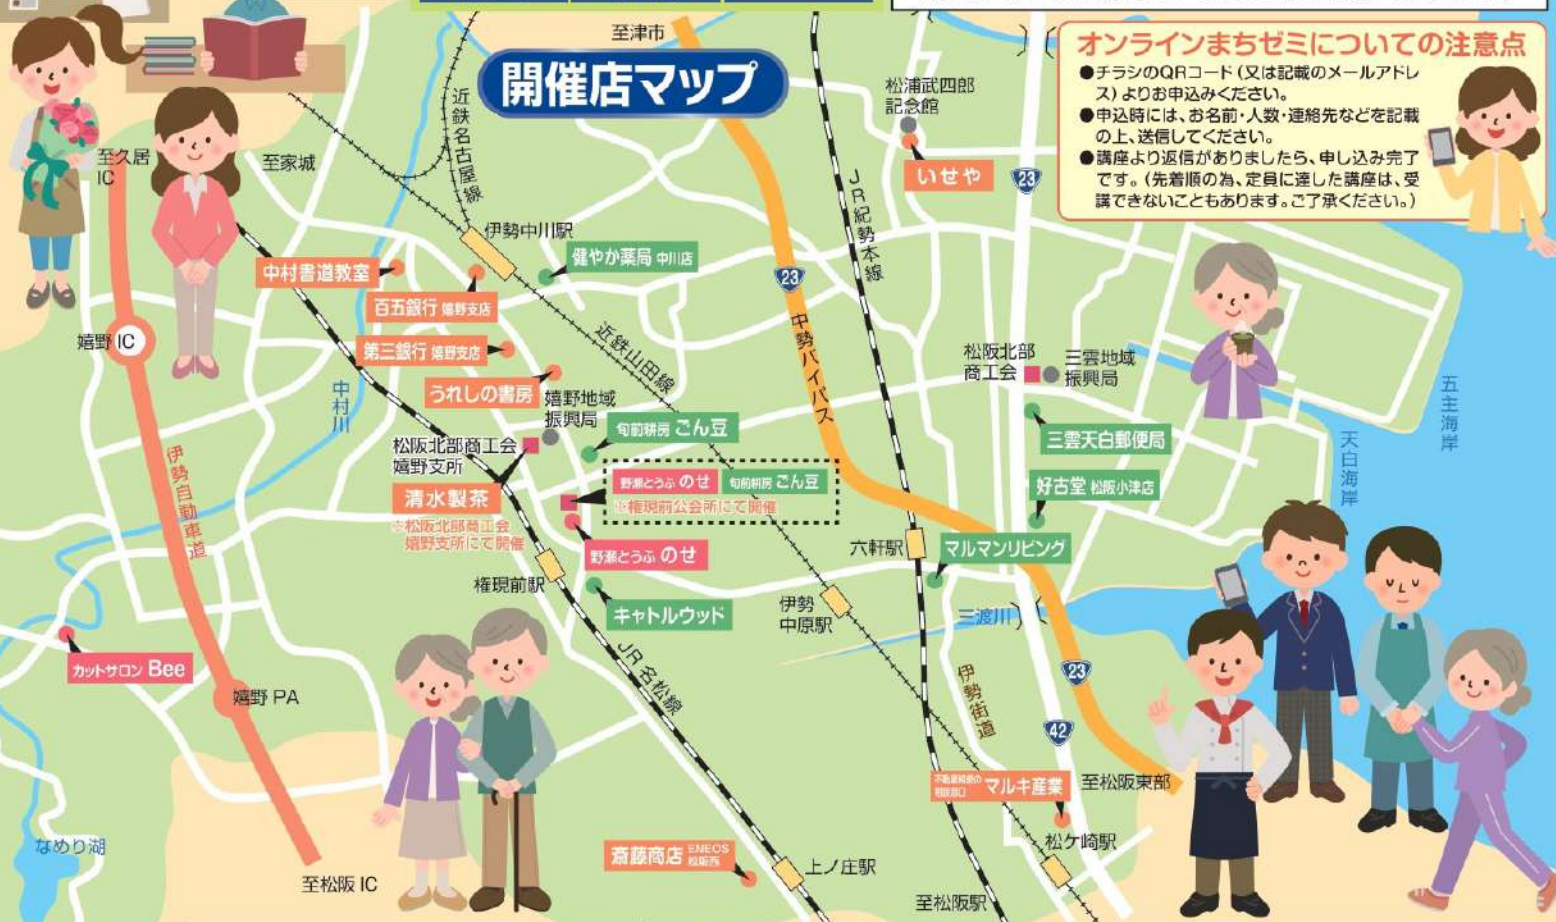 至津市
開催店マップ
オンラインまちゼミについての注意点
●チラシのQRコード(又は記載のメールアドレ
ス)よりお申込みください。
●申込時には、お名前・人数・連絡先などを記載
の上、送信してください。
●講座より返信がありましたら、申し込み完了
です。(先着順の為、定員に達した講座は、受
講できないこともあります。ご了承ください。)
近鉄名古屋線
松浦武四郎
記念館
いせや
23
JR紀勢本線
至久居
IC
至家城
伊勢中川駅
健やか薬局 中川店
中村書道教室
百五銀行 嬉野支店
23
中勢バイパス
嬉野 IC
第三銀行 嬉野支店
近鉄山田線
うれしの書房
嬉野地域
振興局
松阪北部
商工会
三雲地域
振興局
中村川
五主海岸
天白海岸
旬前耕房 ごん豆
三雲天白郵便局
松阪北部商工会
嬉野支所
清水製茶
※松阪北部商工会
嬉野支所にて開催
野瀬とうふ のせ
旬前耕房 ごん豆
※権現前公会所にて開催
好古堂 松阪小津店
伊勢自動車道
野瀬とうふ のせ
六軒駅
マルマンリビング
権現前駅
キャトルウッド
伊勢
中原駅
三渡川
カットサロン Bee
JR 名松線
伊勢街道
23
嬉野 PA
42
不動産相続の
相談窓口
マルキ産業
至松阪東部
松ケ崎駅
なめり湖
斎藤商店 ENEOS
松阪西
上ノ庄駅
至松阪 IC
至松阪駅